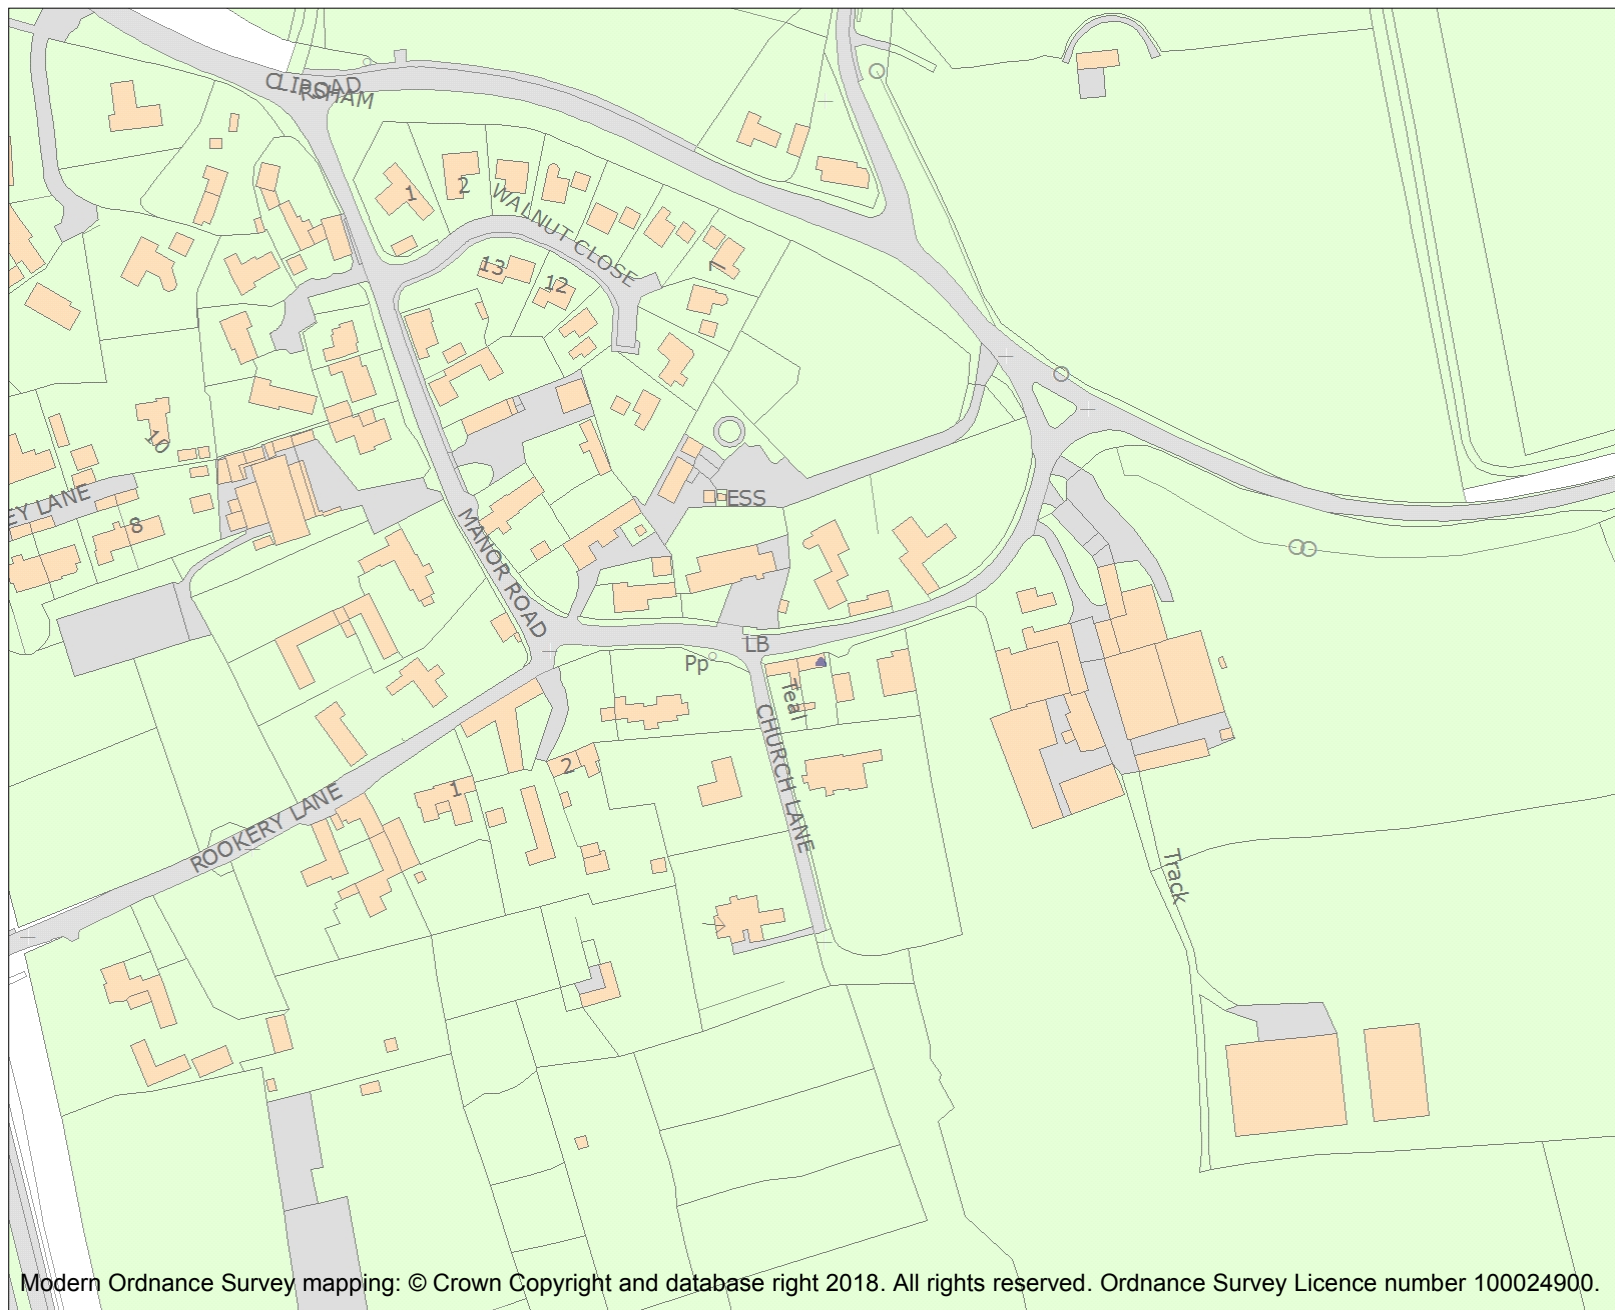 CLIPSHAM
ROAD
1
2
WALNUT CLOSE
7
13
12
10
EY LANE
8
MANOR ROAD
ESS
LB
Pp
Teal
CHURCH LANE
2
1
ROOKERY LANE
Track
Modern Ordnance Survey mapping: © Crown Copyright and database right 2018. All rights reserved. Ordnance Survey Licence number 100024900.